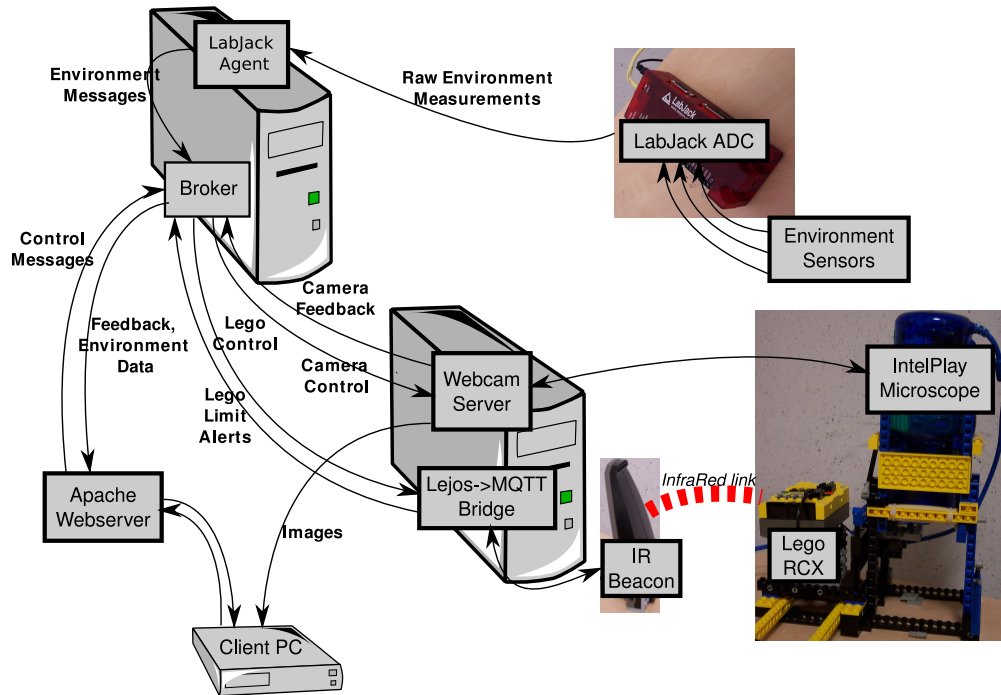 LabJack
Agent
Environment
Messages
Raw Environment
Measurements
LabJack
LabJack ADC
Broker
Environment
Sensors
Control
Messages
Camera
Feedback
Feedback,
Environment
Data
Lego
Control
Camera
Control
Webcam
Server
IntelPlay
Microscope
Lego
Limit
Alerts
Apache
Webserver
Lejos->MQTT
Bridge
InfraRed link
Images
IR
Beacon
Lego
RCX
Client PC